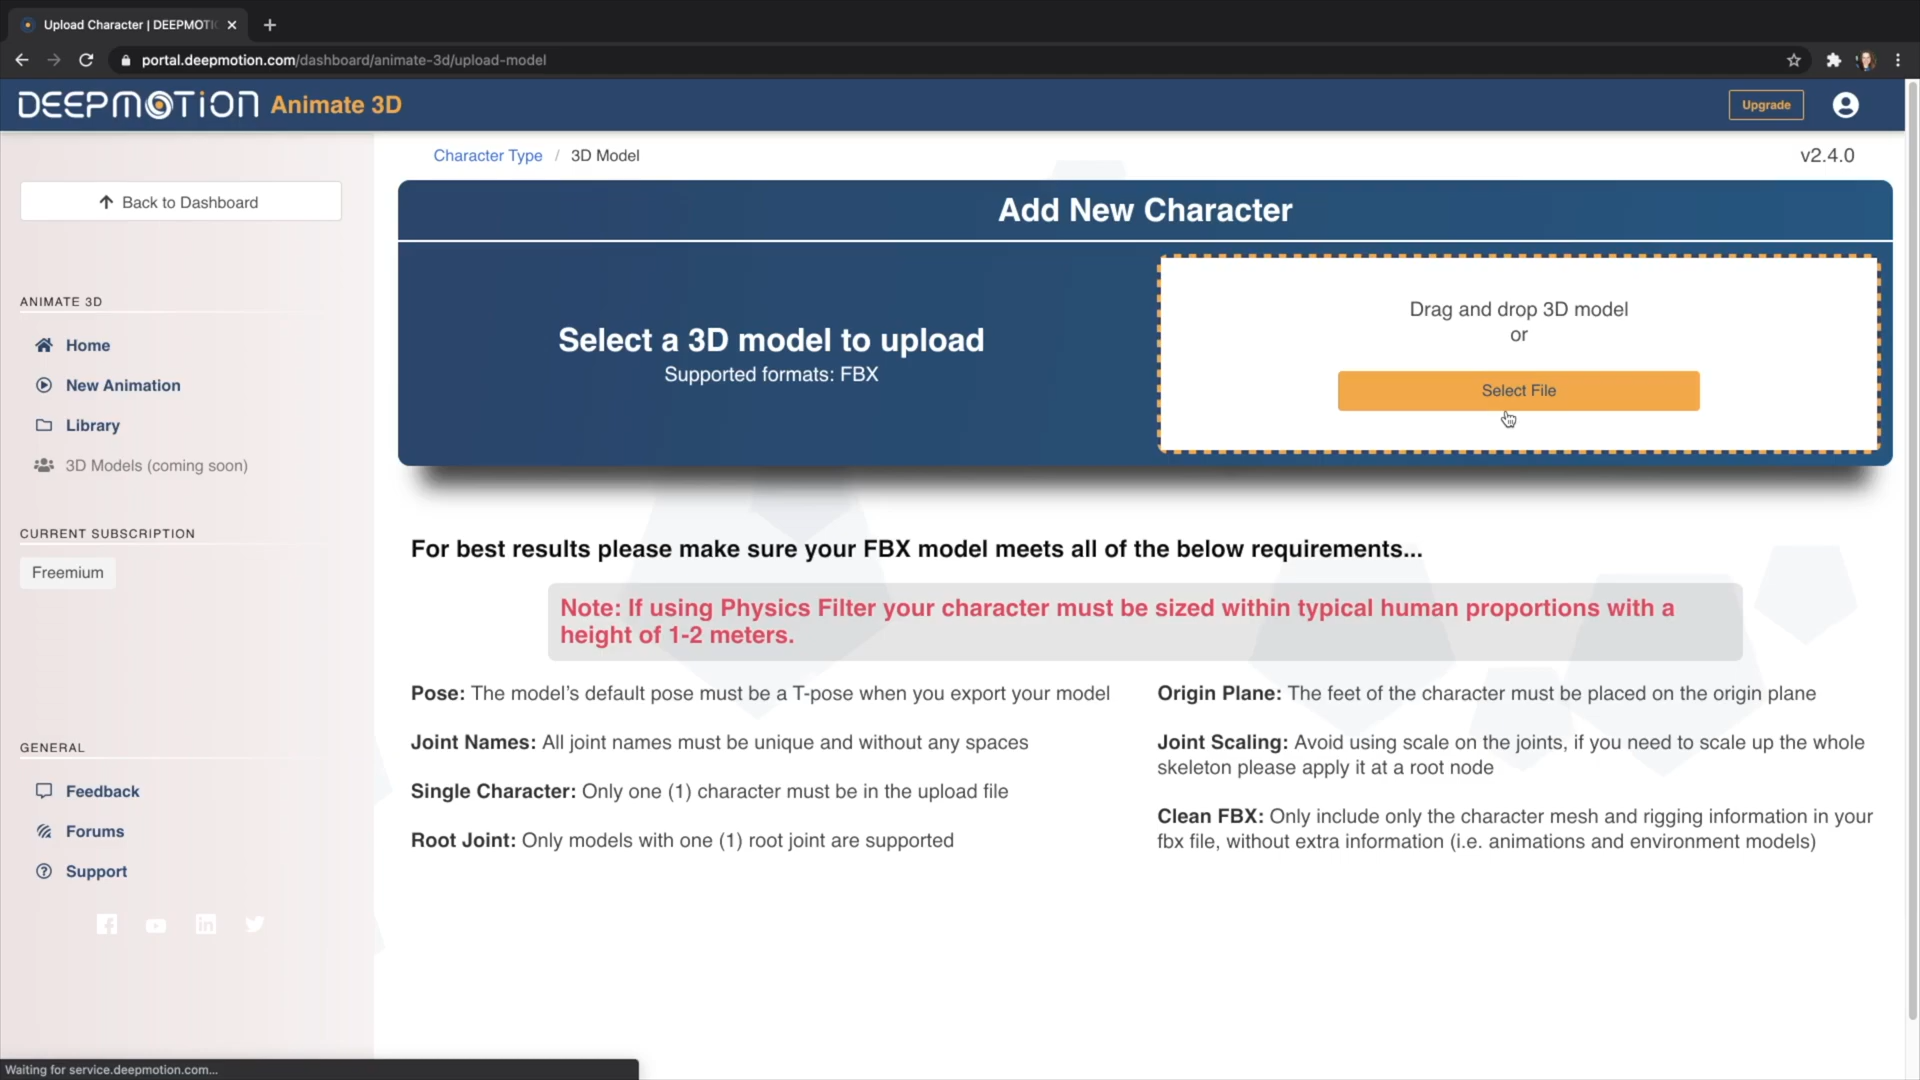 Upload Character | DEEPMOTI
portal.deepmotion.com/dashboard/animate-3d/upload-model
DEEPMOTION Animate 3D
Upgrade
Character Type / 3D Model
v2.4.0
Back to Dashboard
Add New Character
Select a 3D model to upload
Supported formats: FBX
Drag and drop 3D model
or
Select File
ANIMATE 3D
Home
New Animation
Library
3D Models (coming soon)
CURRENT SUBSCRIPTION
Freemium
For best results please make sure your FBX model meets all of the below requirements...
Note: If using Physics Filter your character must be sized within typical human proportions with a
height of 1-2 meters.
Pose: The model's default pose must be a T-pose when you export your model
Joint Names: All joint names must be unique and without any spaces
Single Character: Only one (1) character must be in the upload file
Root Joint: Only models with one (1) root joint are supported
Origin Plane: The feet of the character must be placed on the origin plane
Joint Scaling: Avoid using scale on the joints, if you need to scale up the whole
skeleton please apply it at a root node
Clean FBX: Only include only the character mesh and rigging information in your
fbx file, without extra information (i.e. animations and environment models)
GENERAL
Feedback
Forums
Support
Waiting for service.deepmotion.com...